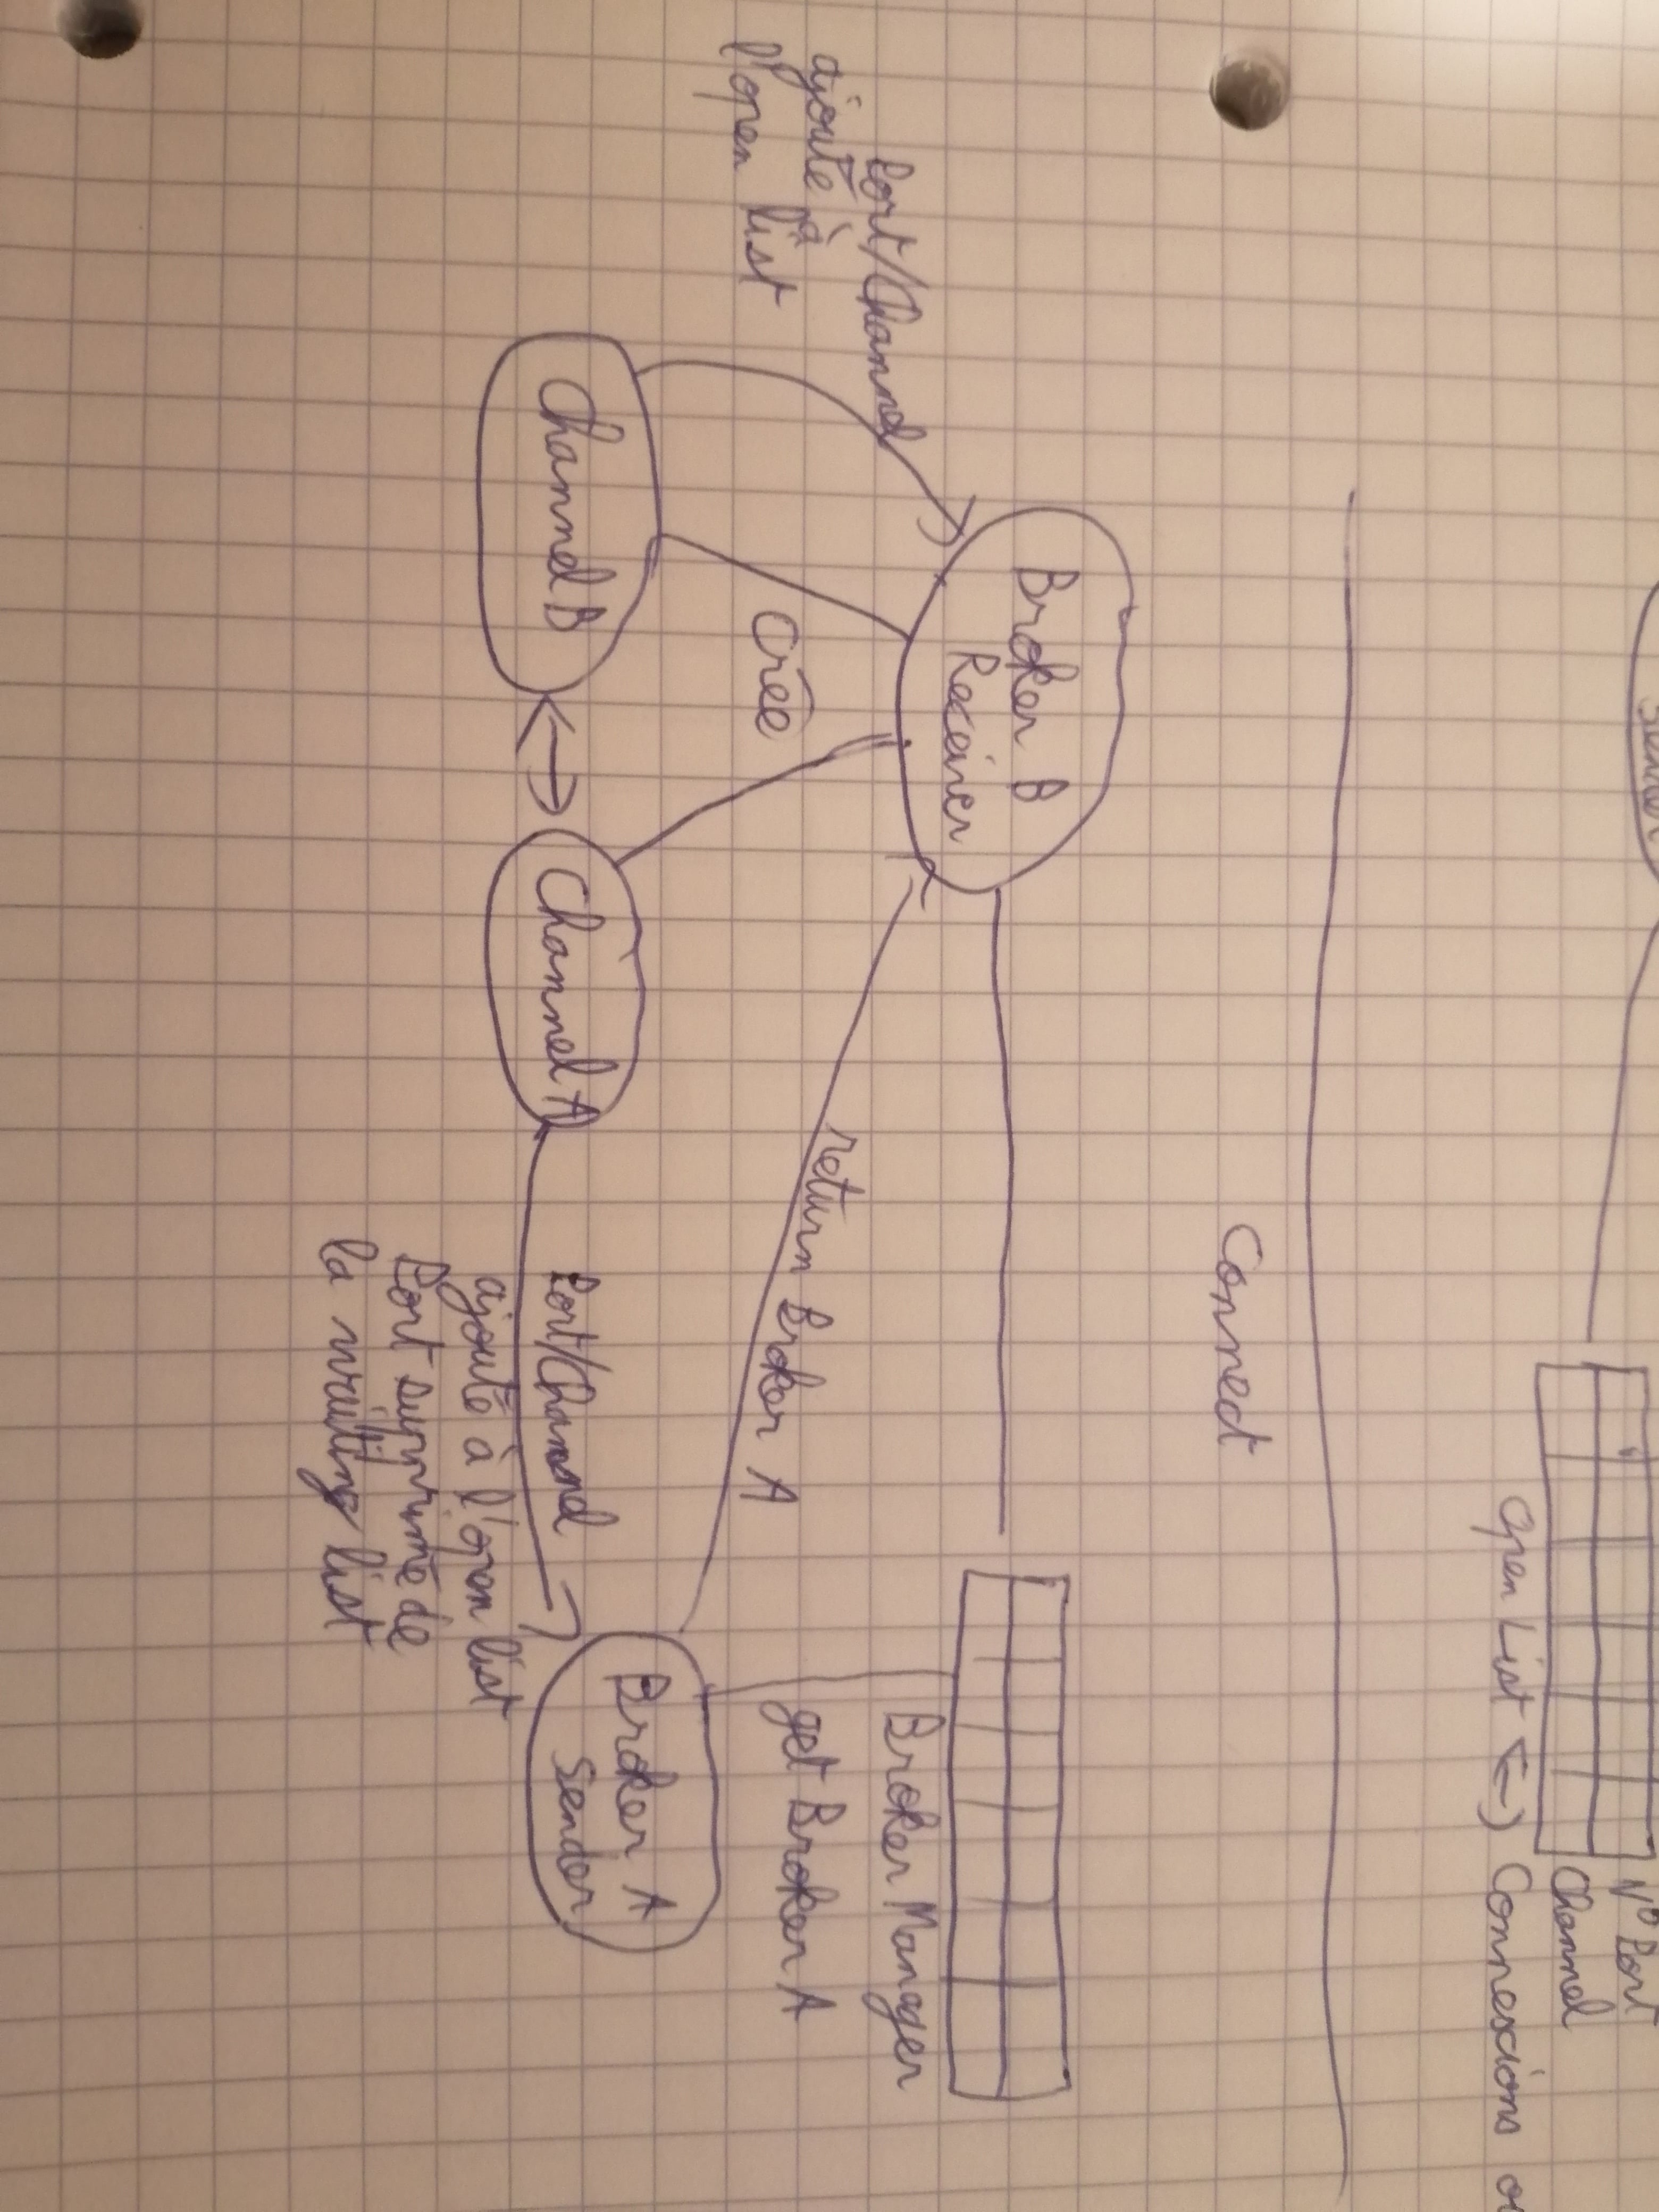 Sender
N° Port
Channel
Open List <-> Connexions
Connect
Broker B
Receiver
Broker Manager
get Broker A
return Broker A
Port/Channel
ajouté à
l'open list
Crée
Channel B
Channel A
Broker A
Sender
Port/Channel
ajouté à l'open list
Port supprimé de
la waiting list